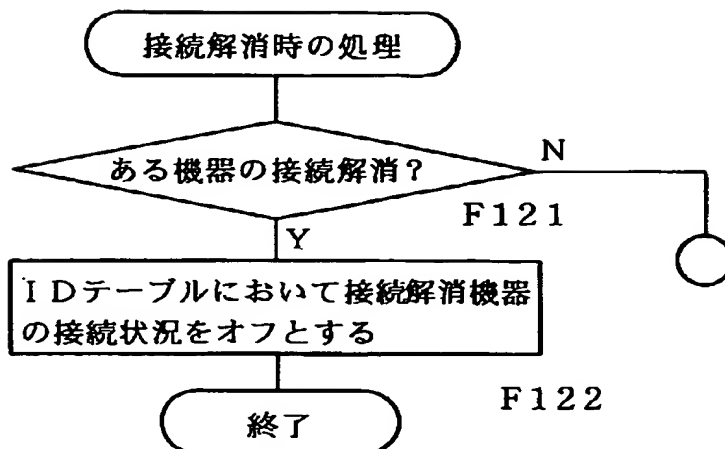 接続解消時の処理
ある機器の接続解消?
N
F121
Y
IDテーブルにおいて接続解消機器
の接続状況をオフとする
F122
終了